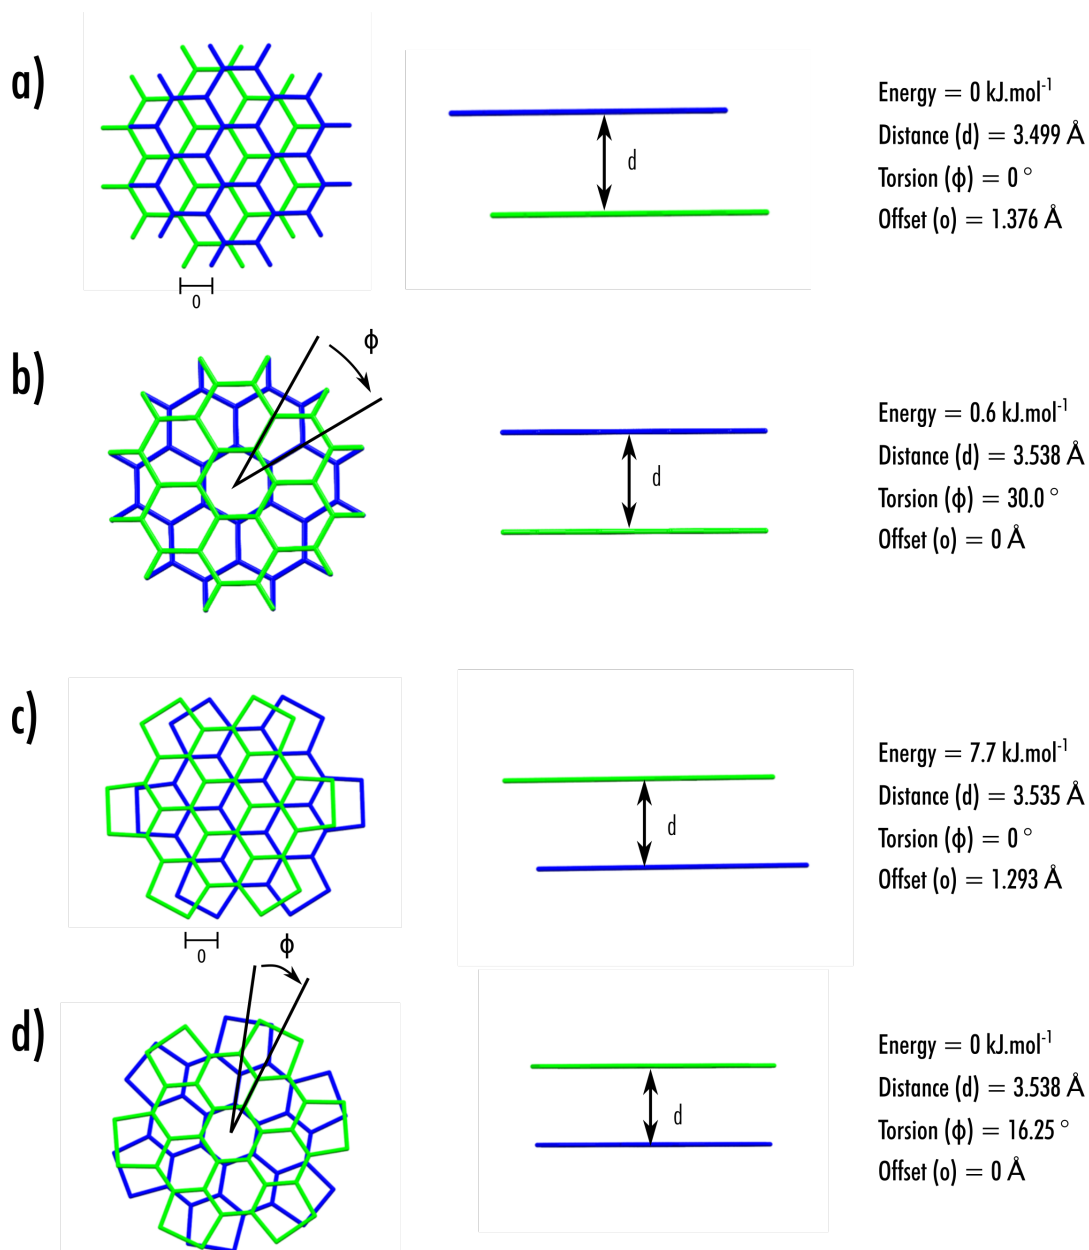 a)
Energy = 0 kJ.mol-1
Distance (d) = 3.499 Å
Torsion (ϕ) = 0 °
Offset (o) = 1.376 Å
d
o
b)
ϕ
Energy = 0.6 kJ.mol-1
Distance (d) = 3.538 Å
Torsion (ϕ) = 30.0 °
Offset (o) = 0 Å
d
c)
Energy = 7.7 kJ.mol-1
Distance (d) = 3.535 Å
Torsion (ϕ) = 0 °
Offset (o) = 1.293 Å
d
o
ϕ
d)
Energy = 0 kJ.mol-1
Distance (d) = 3.538 Å
Torsion (ϕ) = 16.25 °
Offset (o) = 0 Å
d